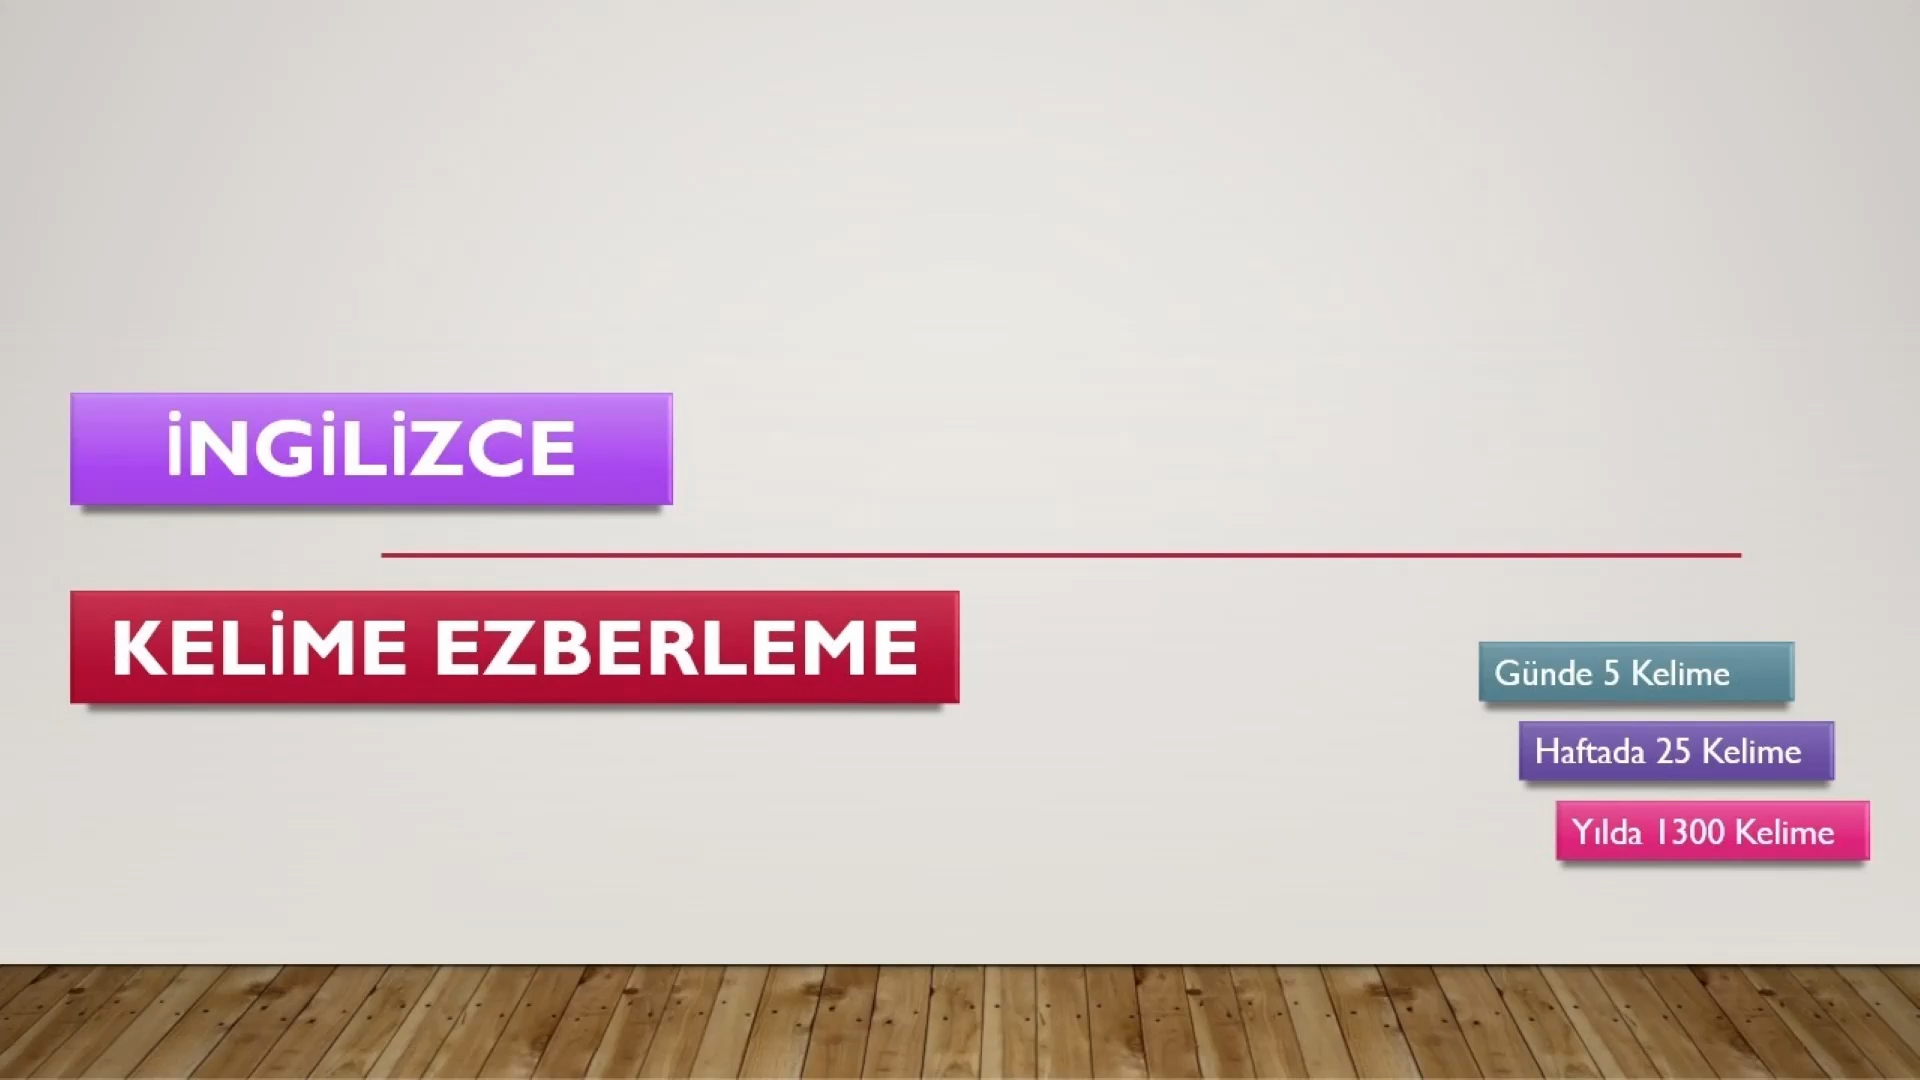 İNGİLİZCE
KELİME EZBERLEME
Günde 5 Kelime
Haftada 25 Kelime
Yılda 1300 Kelime